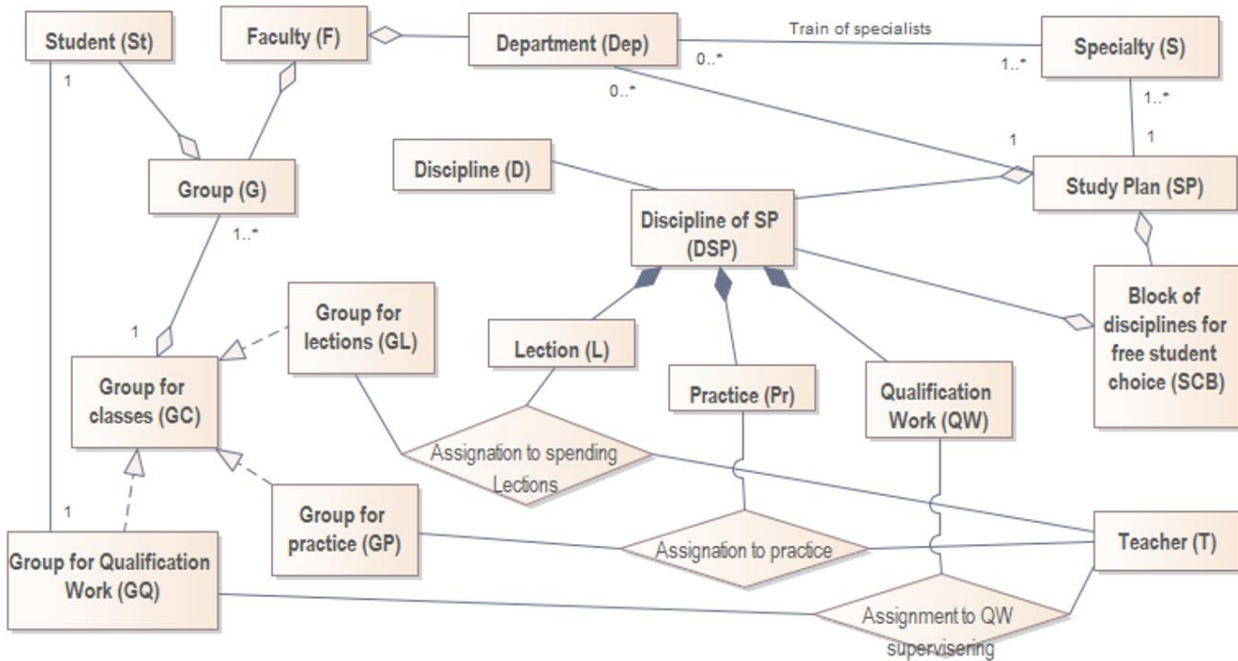 Student (St)
Faculty (F)
Department (Dep)
Train of specialists
Specialty (S)
1
0..*
1..*
0..*
1..*
1
1
Discipline (D)
Group (G)
Discipline of SP
(DSP)
Study Plan (SP)
1..*
Group for
lections (GL)
Block of
disciplines for
free student
choice (SCB)
1
Lection (L)
Group for
classes (GC)
Practice (Pr)
Qualification
Work (QW)
Assignation to spending
Lections
1
Group for
practice (GP)
Assignation to practice
Teacher (T)
Group for Qualification
Work (GQ)
Assignment to QW
supervisering